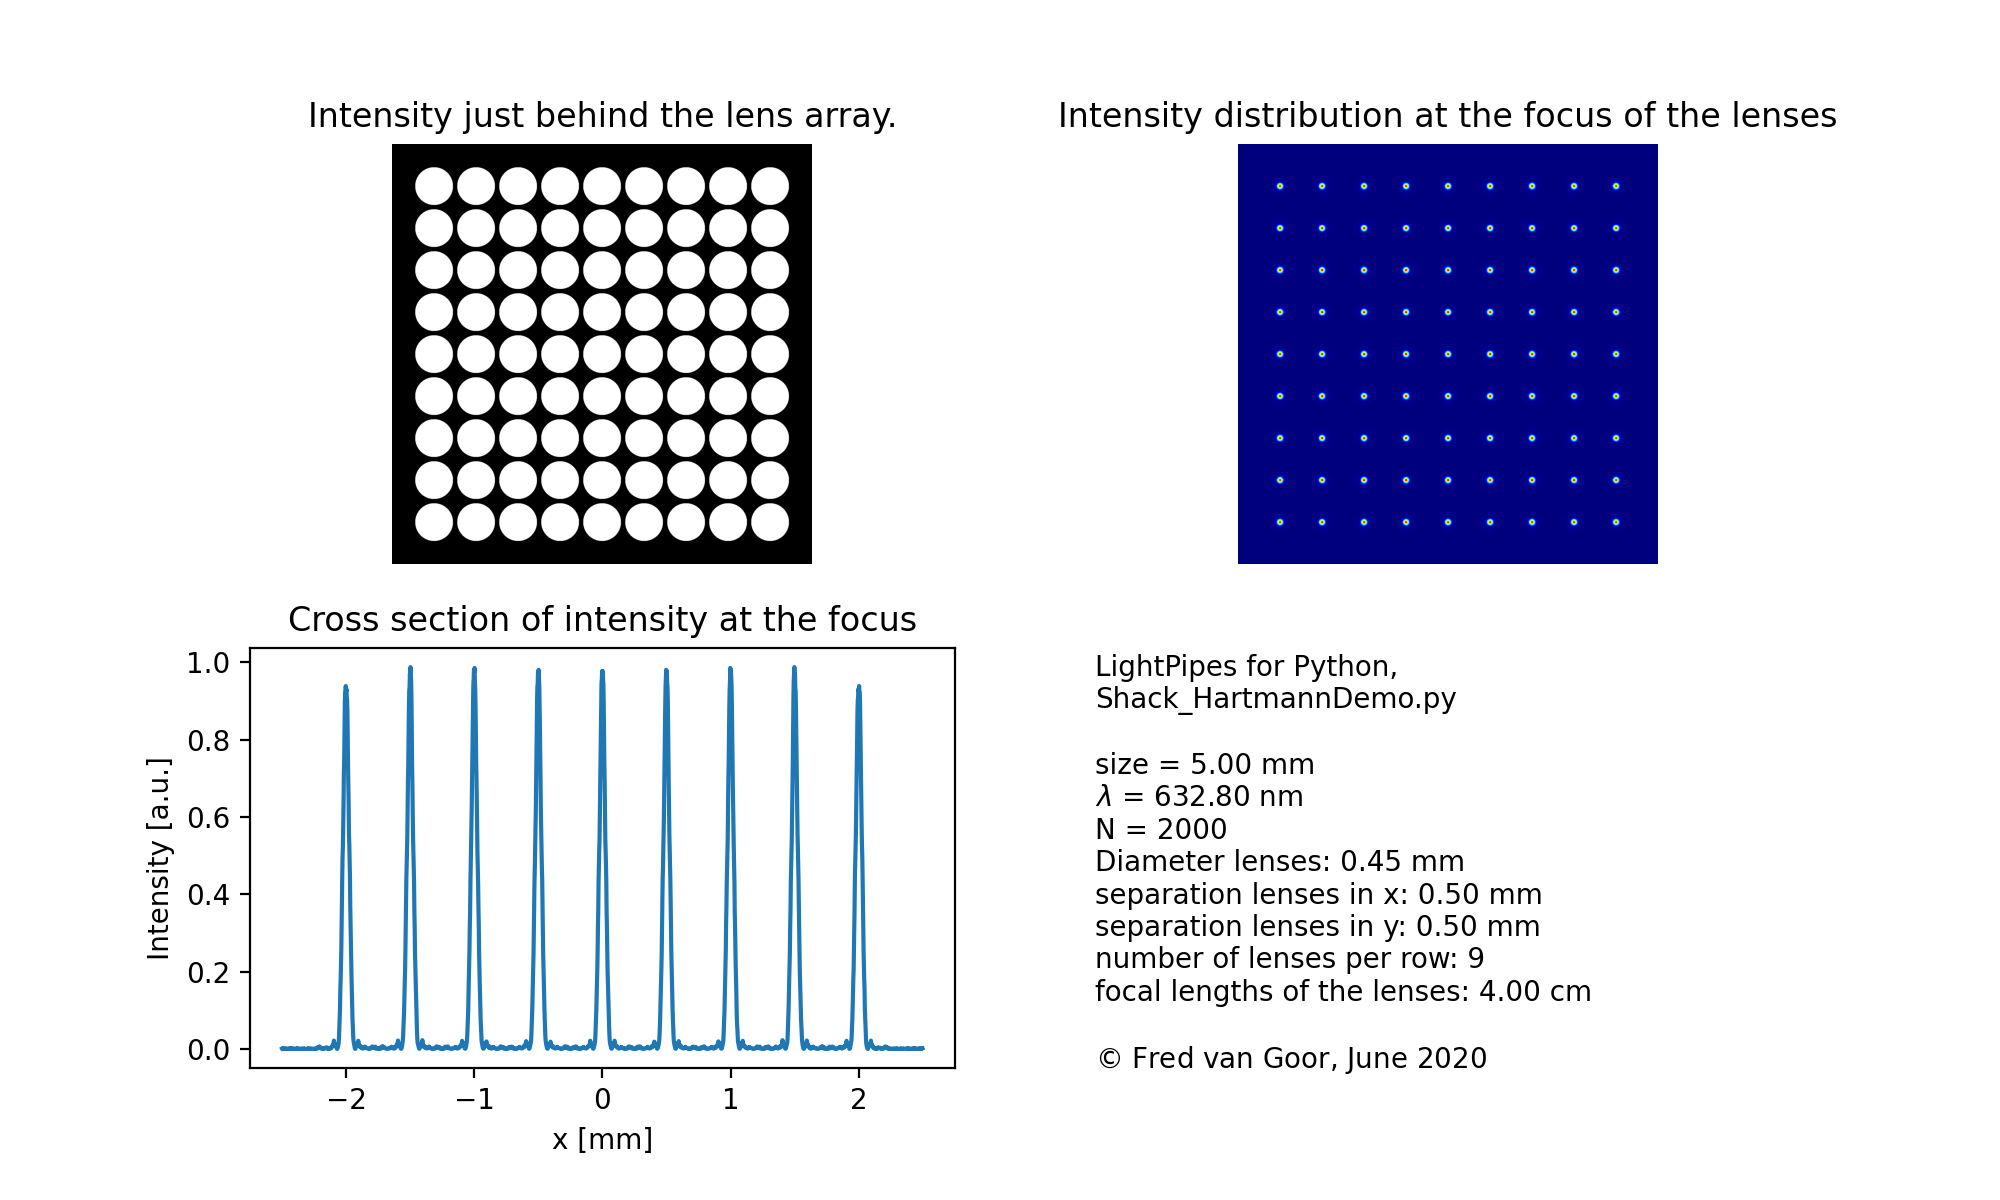 Intensity just behind the lens array.
Intensity distribution at the focus of the lenses
Cross section of intensity at the focus
1.0
0.8
0.6
0.4
0.2
0.0
Intensity [a.u.]
−2 −1 0 1 2
x [mm]
LightPipes for Python,
Shack_HartmannDemo.py
size = 5.00 mm
λ = 632.80 nm
N = 2000
Diameter lenses: 0.45 mm
separation lenses in x: 0.50 mm
separation lenses in y: 0.50 mm
number of lenses per row: 9
focal lengths of the lenses: 4.00 cm
© Fred van Goor, June 2020